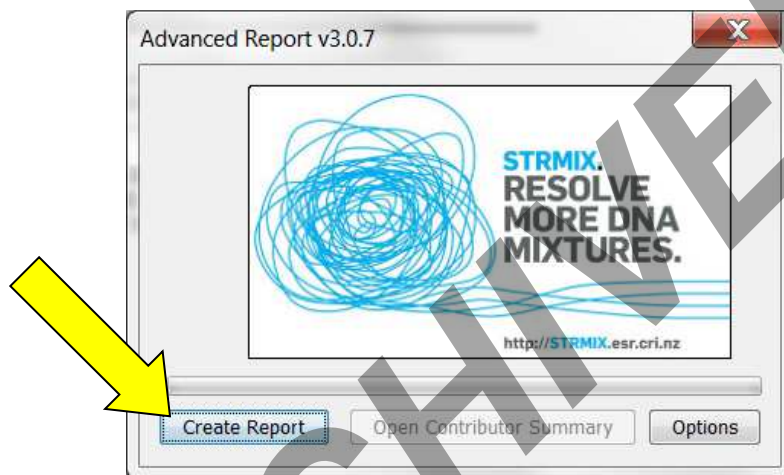 Advanced Report v3.0.7
STRMIX.
RESOLVE
MORE DNA
MIXTURES.
http://STRMIX.esr.cri.nz
Create Report
Open Contributor Summary
Options